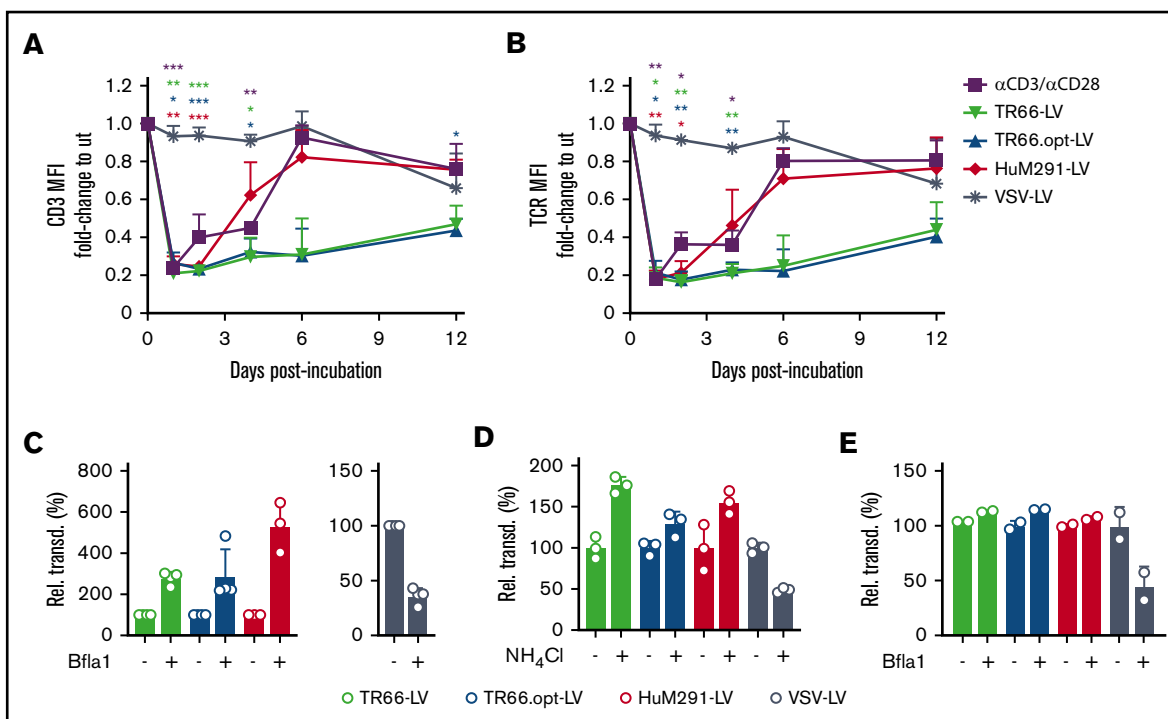 A
CD3 MFI
fold-change to ut
1.2
1.0
0.8
0.6
0.4
0.2
0
***
**
*
**
***
***
***
**
*
*
*
0 3 6 9 12
Days post-incubation
B
TCR MFI
fold-change to ut
1.2
1.0
0.8
0.6
0.4
0.2
0
**
*
*
**
*
**
**
*
*
**
**
0 3 6 9 12
Days post-incubation
αCD3/αCD28
TR66-LV
TR66.opt-LV
HuM291-LV
VSV-LV
C
Rel. transd. (%)
800
600
400
200
0
Bfla1 - + - + - +
150
100
50
0
- +
D
Rel. transd. (%)
200
150
100
50
0
NH4Cl - + - + - + - +
E
Rel. transd. (%)
150
100
50
0
Bfla1 - + - + - + - +
TR66-LV TR66.opt-LV HuM291-LV VSV-LV